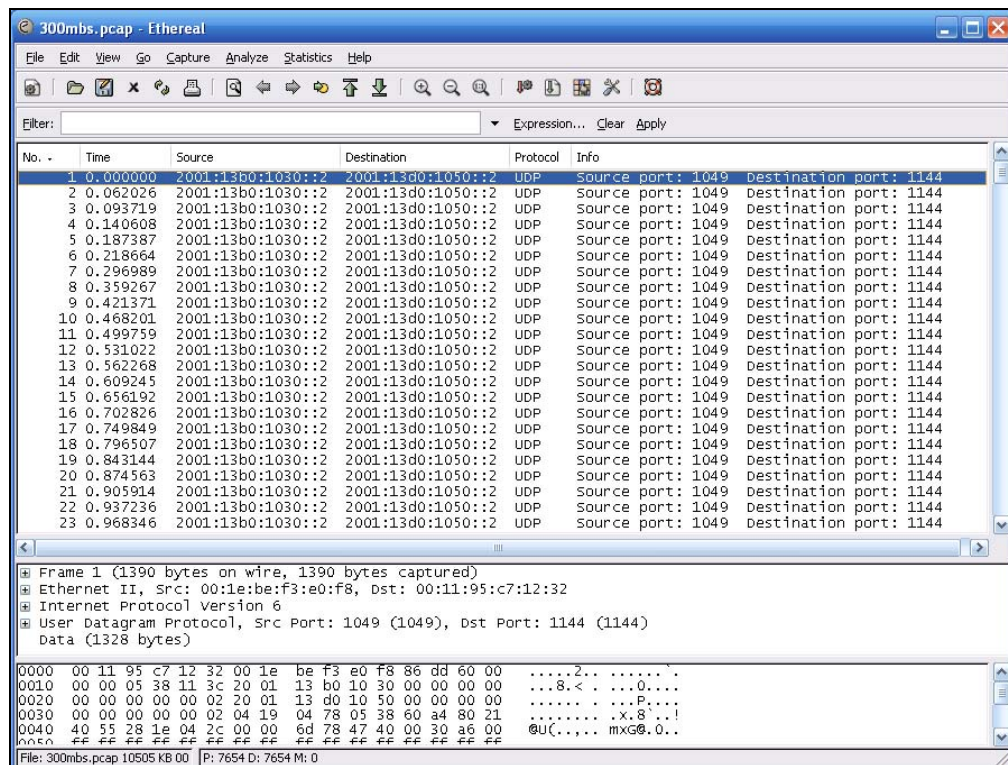 300mbs.pcap - Ethereal
File Edit View Go Capture Analyze Statistics Help
Filter: Expression... Clear Apply
No. - Time Source Destination Protocol Info
1 0.000000 2001:13b0:1030::2 2001:13d0:1050::2 UDP Source port: 1049 Destination port: 1144
2 0.062026 2001:13b0:1030::2 2001:13d0:1050::2 UDP Source port: 1049 Destination port: 1144
3 0.093719 2001:13b0:1030::2 2001:13d0:1050::2 UDP Source port: 1049 Destination port: 1144
4 0.140608 2001:13b0:1030::2 2001:13d0:1050::2 UDP Source port: 1049 Destination port: 1144
5 0.187387 2001:13b0:1030::2 2001:13d0:1050::2 UDP Source port: 1049 Destination port: 1144
6 0.218664 2001:13b0:1030::2 2001:13d0:1050::2 UDP Source port: 1049 Destination port: 1144
7 0.296989 2001:13b0:1030::2 2001:13d0:1050::2 UDP Source port: 1049 Destination port: 1144
8 0.359267 2001:13b0:1030::2 2001:13d0:1050::2 UDP Source port: 1049 Destination port: 1144
9 0.421371 2001:13b0:1030::2 2001:13d0:1050::2 UDP Source port: 1049 Destination port: 1144
10 0.468201 2001:13b0:1030::2 2001:13d0:1050::2 UDP Source port: 1049 Destination port: 1144
11 0.499759 2001:13b0:1030::2 2001:13d0:1050::2 UDP Source port: 1049 Destination port: 1144
12 0.531022 2001:13b0:1030::2 2001:13d0:1050::2 UDP Source port: 1049 Destination port: 1144
13 0.562268 2001:13b0:1030::2 2001:13d0:1050::2 UDP Source port: 1049 Destination port: 1144
14 0.609245 2001:13b0:1030::2 2001:13d0:1050::2 UDP Source port: 1049 Destination port: 1144
15 0.656192 2001:13b0:1030::2 2001:13d0:1050::2 UDP Source port: 1049 Destination port: 1144
16 0.702826 2001:13b0:1030::2 2001:13d0:1050::2 UDP Source port: 1049 Destination port: 1144
17 0.749849 2001:13b0:1030::2 2001:13d0:1050::2 UDP Source port: 1049 Destination port: 1144
18 0.796507 2001:13b0:1030::2 2001:13d0:1050::2 UDP Source port: 1049 Destination port: 1144
19 0.843144 2001:13b0:1030::2 2001:13d0:1050::2 UDP Source port: 1049 Destination port: 1144
20 0.874563 2001:13b0:1030::2 2001:13d0:1050::2 UDP Source port: 1049 Destination port: 1144
21 0.905914 2001:13b0:1030::2 2001:13d0:1050::2 UDP Source port: 1049 Destination port: 1144
22 0.937236 2001:13b0:1030::2 2001:13d0:1050::2 UDP Source port: 1049 Destination port: 1144
23 0.968346 2001:13b0:1030::2 2001:13d0:1050::2 UDP Source port: 1049 Destination port: 1144
Frame 1 (1390 bytes on wire, 1390 bytes captured)
Ethernet II, Src: 00:1e:be:f3:e0:f8, Dst: 00:11:95:c7:12:32
Internet Protocol Version 6
User Datagram Protocol, Src Port: 1049 (1049), Dst Port: 1144 (1144)
Data (1328 bytes)
0000 00 11 95 c7 12 32 00 1e be f3 e0 f8 86 dd 60 00 .....2.. ......`.
0010 00 00 05 38 11 3c 20 01 13 b0 10 30 00 00 00 00 ...8.< . ...0....
0020 00 00 00 00 00 02 20 01 13 d0 10 50 00 00 00 00 ...... . ...P....
0030 00 00 00 00 00 02 04 19 04 78 05 38 60 a4 80 21 ........ .x.8`..!
0040 40 55 28 1e 04 2c 00 00 6d 78 47 40 00 30 a6 00 @U(..,.. mxG@.0..
0050 ff ff ff ff ff ff ff ff ff ff ff ff ff ff ff ff
File: 300mbs.pcap 10505 KB 00 P: 7654 D: 7654 M: 0